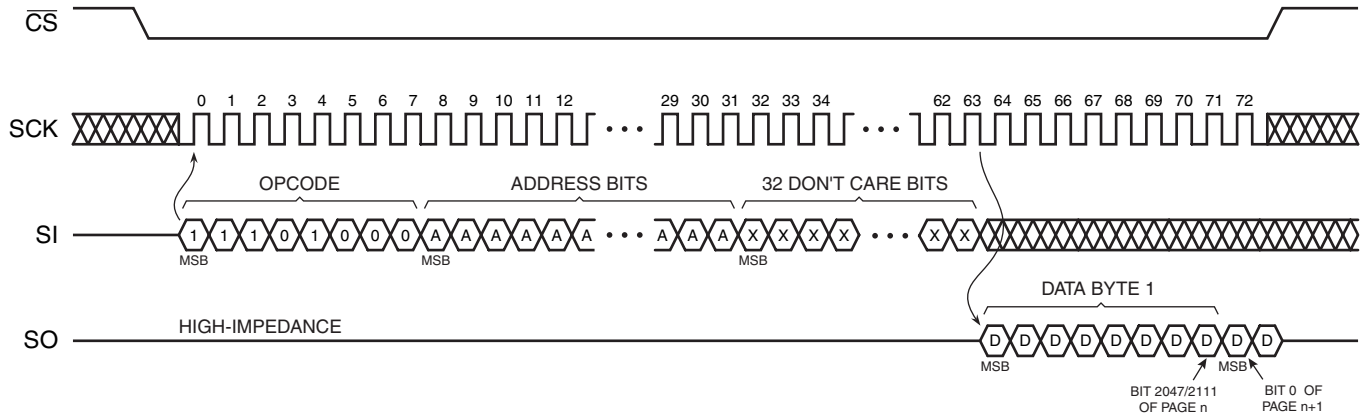 CS
0 1 2 3 4 5 6 7 8 9 10 11 12 29 30 31 32 33 34 62 63 64 65 66 67 68 69 70 71 72
SCK
OPCODE ADDRESS BITS 32 DON'T CARE BITS
SI 1 1 1 0 1 0 0 0 A A A A A A A A A X X X X X X
MSB MSB MSB
DATA BYTE 1
HIGH-IMPEDANCE
SO D D D D D D D D D D
MSB MSB
BIT 2047/2111 BIT 0 OF
OF PAGE n PAGE n+1